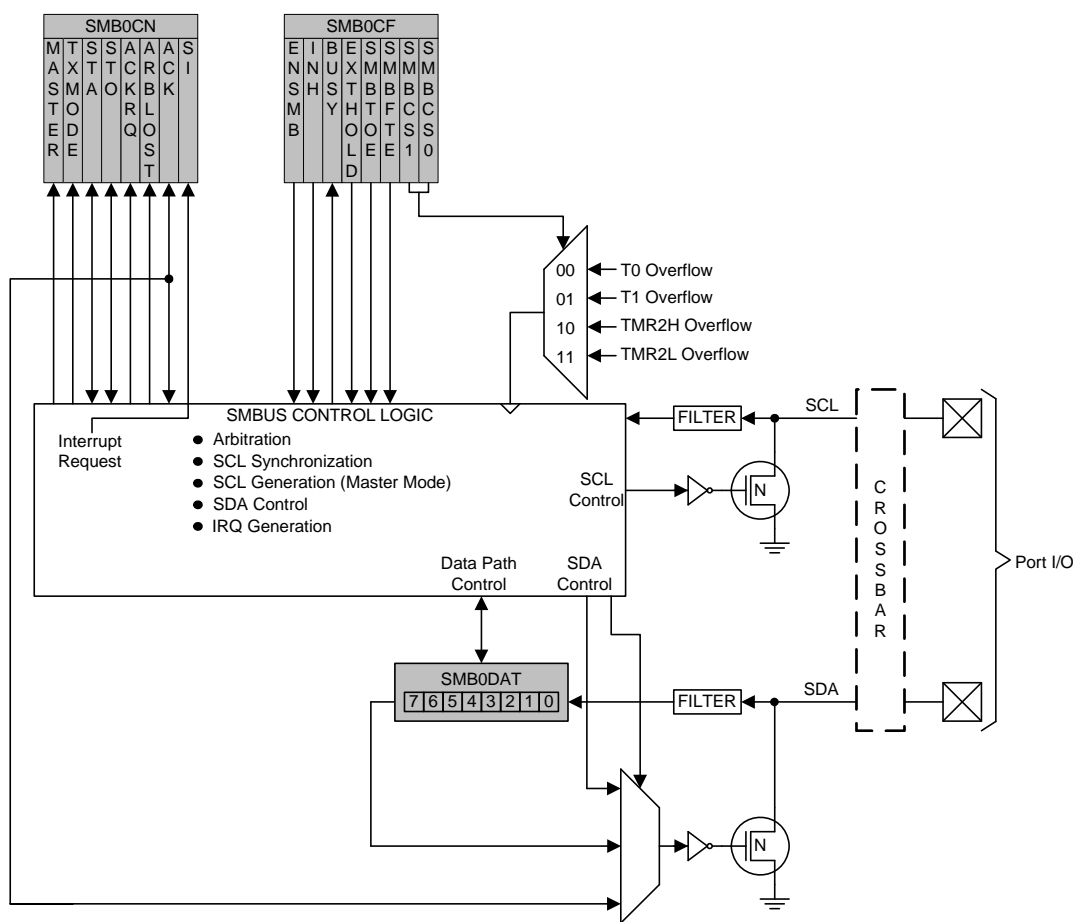 SMB0CN
MASTER
TXMODE
STA
STO
ACKRQ
ARBLOST
ACK
SI
SMB0CF
ENSMB
INH
BUSY
EXTHOLD
SMBTOE
SMBFTE
SMBCS1
SMBCS0
00
T0 Overflow
01
T1 Overflow
10
TMR2H Overflow
11
TMR2L Overflow
SMBUS CONTROL LOGIC
Interrupt
Request
● Arbitration
● SCL Synchronization
● SCL Generation (Master Mode)
● SDA Control
● IRQ Generation
SCL
Control
Data Path
Control
SDA
Control
FILTER
SCL
N
CROSSBAR
Port I/O
SMB0DAT
7 6 5 4 3 2 1 0
FILTER
SDA
N